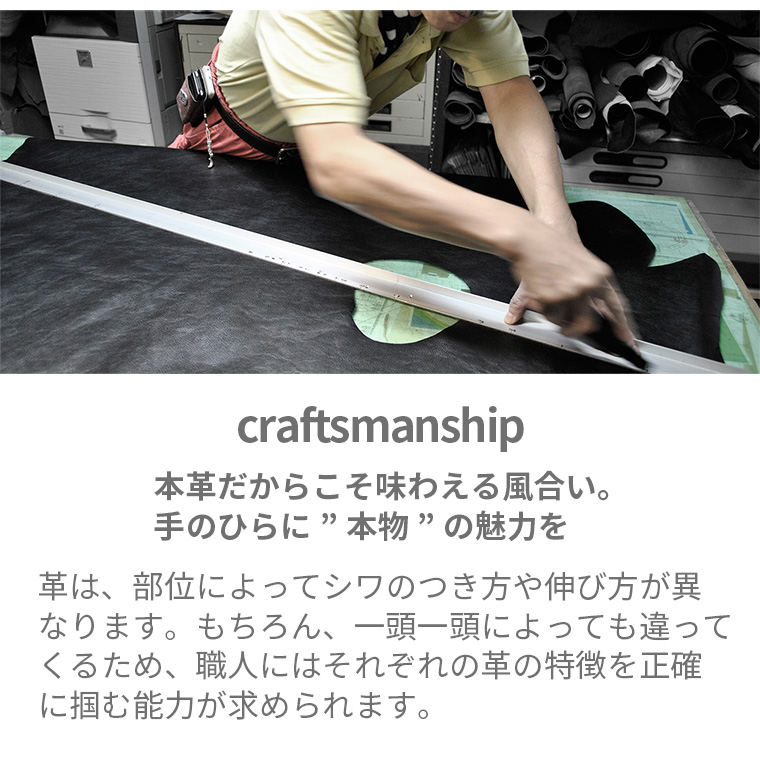 craftsmanship
本革だからこそ味わえる風合い。
手のひらに ” 本物 ” の魅力を
革は、部位によってシワのつき方や伸び方が異
なります。もちろん、一頭一頭によっても違って
くるため、職人にはそれぞれの革の特徴を正確
に掴む能力が求められます。